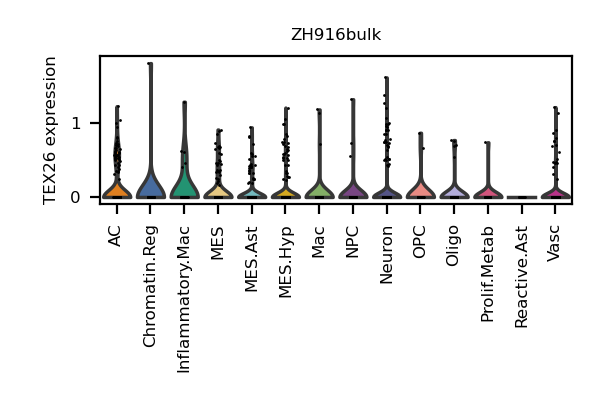 ZH916bulk
TEX26 expression
1
0
AC
Chromatin.Reg
Inflammatory.Mac
MES
MES.Ast
MES.Hyp
Mac
NPC
Neuron
OPC
Oligo
Prolif.Metab
Reactive.Ast
Vasc